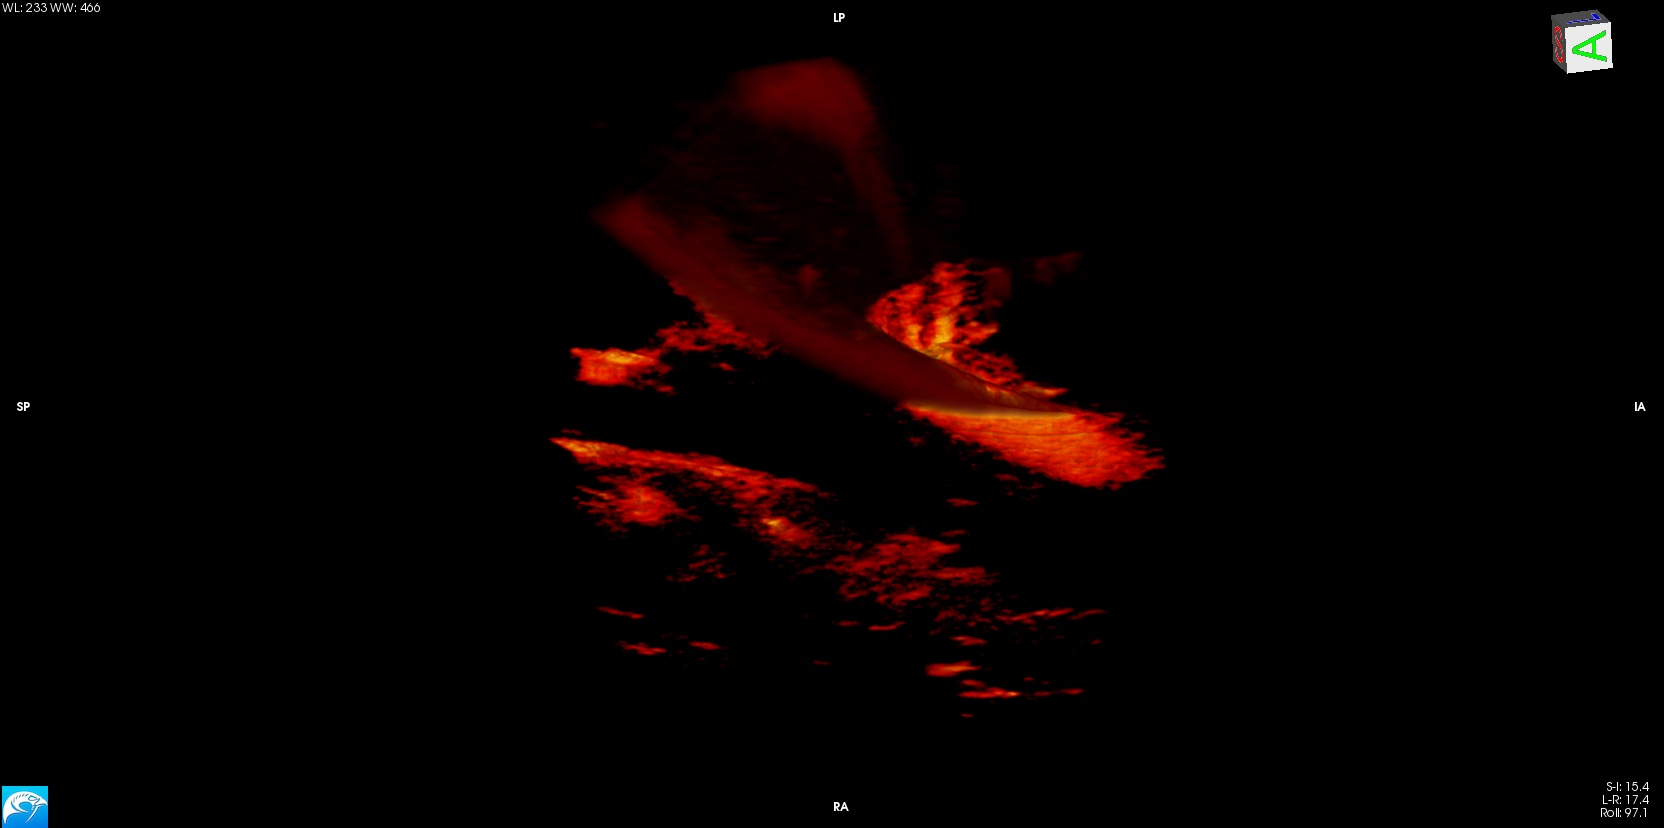 WL: 233 WW: 466
LP
A
SP
IA
RA
S-I: 15.4
L-R: 17.4
Roll: 97.1